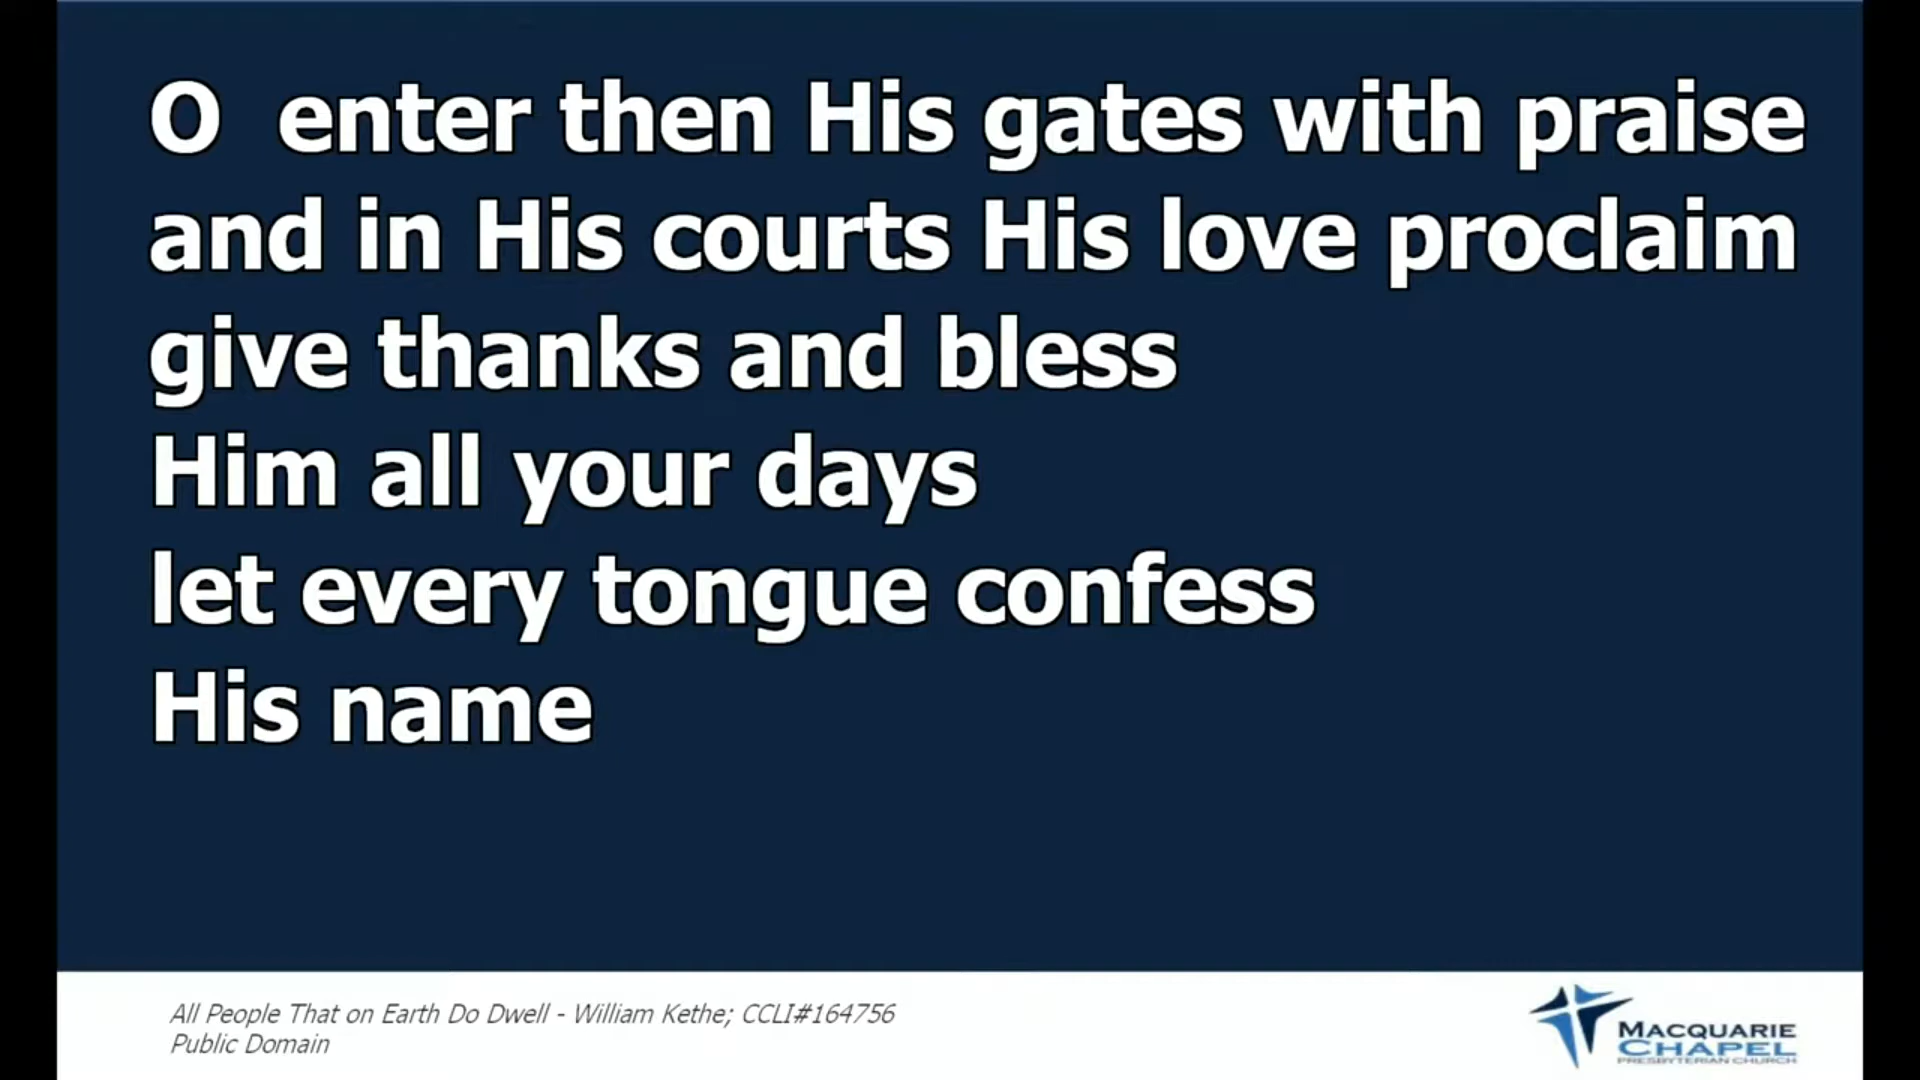 O  enter then His gates with praise
and in His courts His love proclaim
give thanks and bless
Him all your days
let every tongue confess
His name
All People That on Earth Do Dwell - William Kethe; CCLI#164756
Public Domain
MACQUARIE
CHAPEL
PRESBYTERIAN CHURCH